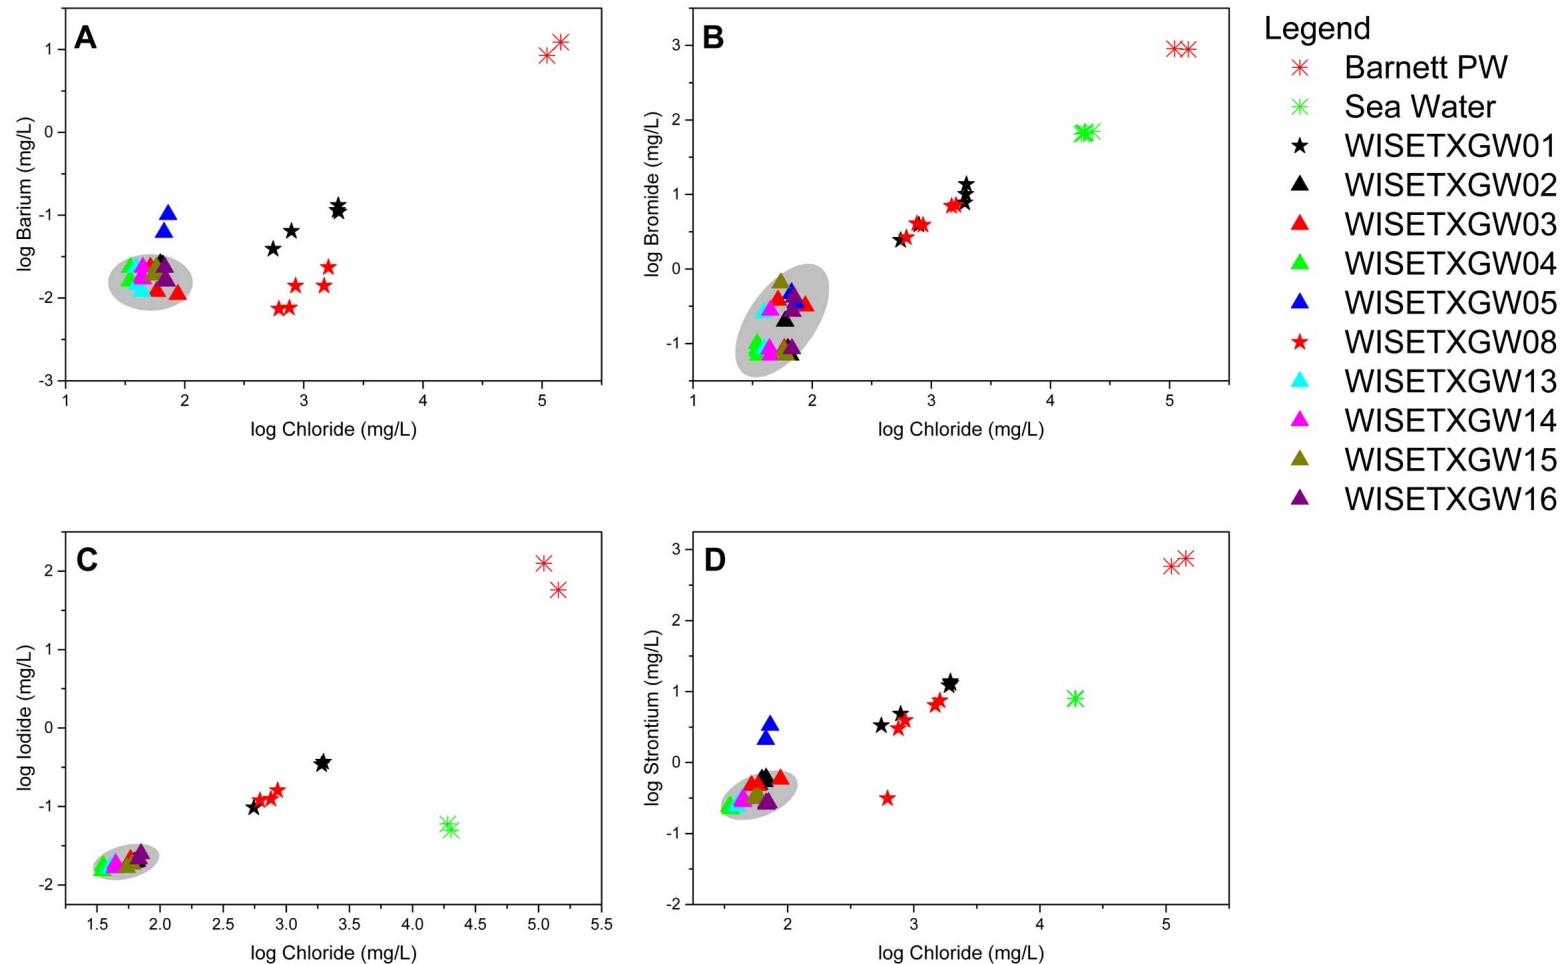 A
1
0
-1
-2
-3
log Barium (mg/L)
1
2
3
4
5
log Chloride (mg/L)
B
3
2
1
0
-1
log Bromide (mg/L)
1
2
3
4
5
log Chloride (mg/L)
Legend
Barnett PW
Sea Water
WISETXGW01
WISETXGW02
WISETXGW03
WISETXGW04
WISETXGW05
WISETXGW08
WISETXGW13
WISETXGW14
WISETXGW15
WISETXGW16
C
2
1
0
-1
-2
log Iodide (mg/L)
1.5
2.0
2.5
3.0
3.5
4.0
4.5
5.0
5.5
log Chloride (mg/L)
D
3
2
1
0
-1
-2
log Strontium (mg/L)
2
3
4
5
log Chloride (mg/L)